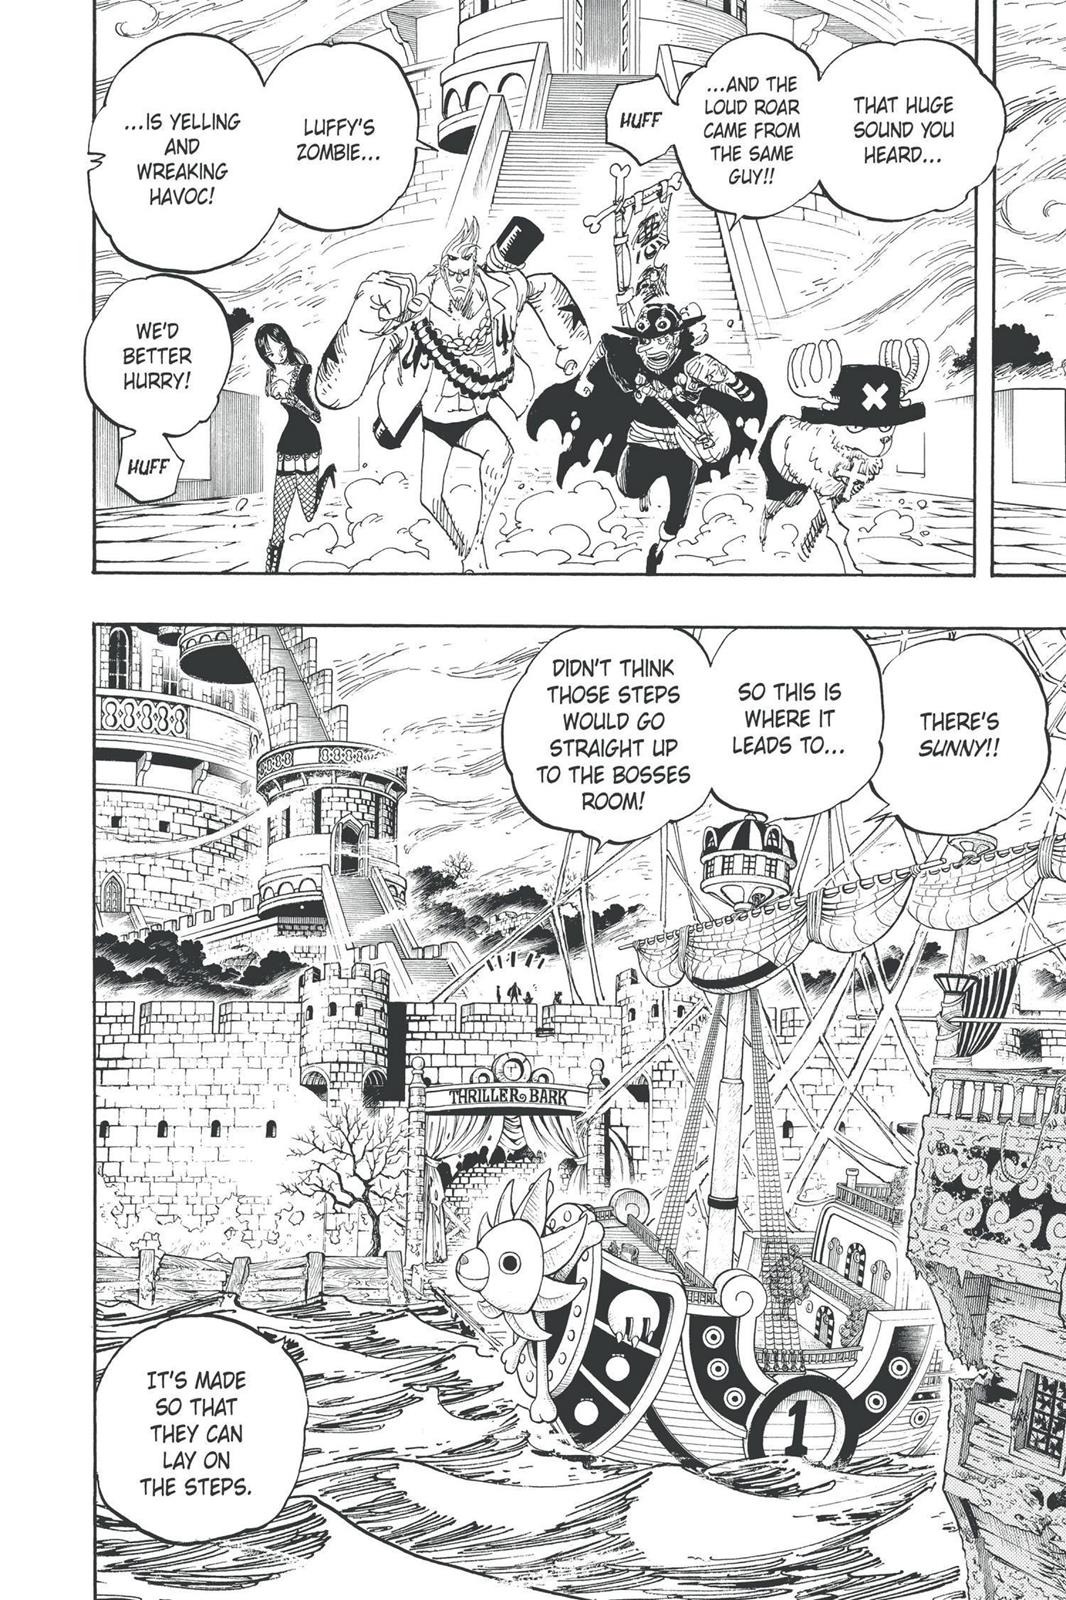 THAT HUGE
SOUND YOU
HEARD...
...AND THE
LOUD ROAR
CAME FROM
THE SAME
GUY!!
HUFF
LUFFY'S
ZOMBIE...
...IS YELLING
AND
WREAKING
HAVOC!
WE'D
BETTER
HURRY!
HUFF
THERE'S
SUNNY!!
SO THIS IS
WHERE IT
LEADS TO...
DIDN'T THINK
THOSE STEPS
WOULD GO
STRAIGHT UP
TO THE BOSSES
ROOM!
THRILLER BARK
1
IT'S MADE
SO THAT
THEY CAN
LAY ON
THE STEPS.